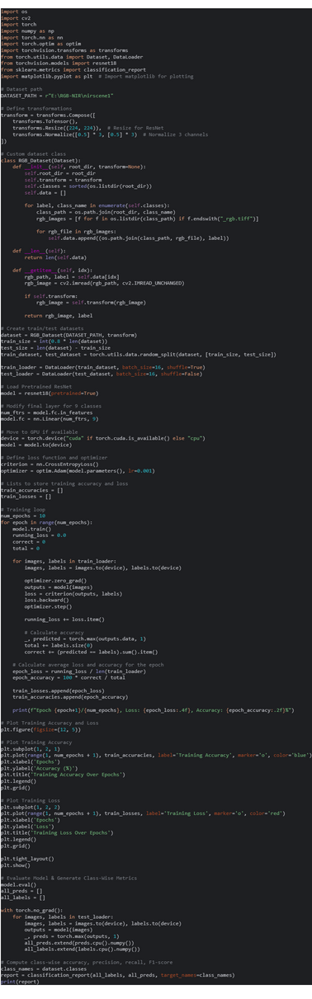 import os
import cv2
import torch
import numpy as np
import torch.nn as nn
import torch.optim as optim
import torchvision.transforms as transforms
from torch.utils.data import Dataset, DataLoader
from torchvision.models import resnet18
from sklearn.metrics import classification_report
import matplotlib.pyplot as plt  # Import matplotlib for plotting

# Dataset path
DATASET_PATH = r"E:\RGB-NIR\nirscene1"

# Define transformations
transform = transforms.Compose([
    transforms.ToTensor(),
    transforms.Resize((224, 224)),  # Resize for ResNet
    transforms.Normalize([0.5] * 3, [0.5] * 3)  # Normalize 3 channels
])

# Custom dataset class
class RGB_Dataset(Dataset):
    def __init__(self, root_dir, transform=None):
        self.root_dir = root_dir
        self.transform = transform
        self.classes = sorted(os.listdir(root_dir))
        self.data = []

        for label, class_name in enumerate(self.classes):
            class_path = os.path.join(root_dir, class_name)
            rgb_images = [f for f in os.listdir(class_path) if f.endswith("_rgb.tiff")]

            for rgb_file in rgb_images:
                self.data.append((os.path.join(class_path, rgb_file), label))

    def __len__(self):
        return len(self.data)

    def __getitem__(self, idx):
        rgb_path, label = self.data[idx]
        rgb_image = cv2.imread(rgb_path, cv2.IMREAD_UNCHANGED)

        if self.transform:
            rgb_image = self.transform(rgb_image)

        return rgb_image, label

# Create train/test datasets
dataset = RGB_Dataset(DATASET_PATH, transform)
train_size = int(0.8 * len(dataset))
test_size = len(dataset) - train_size
train_dataset, test_dataset = torch.utils.data.random_split(dataset, [train_size, test_size])

train_loader = DataLoader(train_dataset, batch_size=16, shuffle=True)
test_loader = DataLoader(test_dataset, batch_size=16, shuffle=False)

# Load Pretrained ResNet
model = resnet18(pretrained=True)

# Modify final layer for 9 classes
num_ftrs = model.fc.in_features
model.fc = nn.Linear(num_ftrs, 9)

# Move to GPU if available
device = torch.device("cuda" if torch.cuda.is_available() else "cpu")
model = model.to(device)

# Define loss function and optimizer
criterion = nn.CrossEntropyLoss()
optimizer = optim.Adam(model.parameters(), lr=0.001)

# Lists to store training accuracy and loss
train_accuracies = []
train_losses = []

# Training loop
num_epochs = 10
for epoch in range(num_epochs):
    model.train()
    running_loss = 0.0
    correct = 0
    total = 0

    for images, labels in train_loader:
        images, labels = images.to(device), labels.to(device)

        optimizer.zero_grad()
        outputs = model(images)
        loss = criterion(outputs, labels)
        loss.backward()
        optimizer.step()

        running_loss += loss.item()

        # Calculate accuracy
        _, predicted = torch.max(outputs.data, 1)
        total += labels.size(0)
        correct += (predicted == labels).sum().item()

    # Calculate average loss and accuracy for the epoch
    epoch_loss = running_loss / len(train_loader)
    epoch_accuracy = 100 * correct / total

    train_losses.append(epoch_loss)
    train_accuracies.append(epoch_accuracy)

    print(f"Epoch {epoch+1}/{num_epochs}, Loss: {epoch_loss:.4f}, Accuracy: {epoch_accuracy:.2f}%")

# Plot Training Accuracy and Loss
plt.figure(figsize=(12, 5))

# Plot Training Accuracy
plt.subplot(1, 2, 1)
plt.plot(range(1, num_epochs + 1), train_accuracies, label='Training Accuracy', marker='o', color='blue')
plt.xlabel('Epochs')
plt.ylabel('Accuracy (%)')
plt.title('Training Accuracy Over Epochs')
plt.legend()
plt.grid()

# Plot Training Loss
plt.subplot(1, 2, 2)
plt.plot(range(1, num_epochs + 1), train_losses, label='Training Loss', marker='o', color='red')
plt.xlabel('Epochs')
plt.ylabel('Loss')
plt.title('Training Loss Over Epochs')
plt.legend()
plt.grid()

plt.tight_layout()
plt.show()

# Evaluate Model & Generate Class-Wise Metrics
model.eval()
all_preds = []
all_labels = []

with torch.no_grad():
    for images, labels in test_loader:
        images, labels = images.to(device), labels.to(device)
        outputs = model(images)
        _, preds = torch.max(outputs, 1)
        all_preds.extend(preds.cpu().numpy())
        all_labels.extend(labels.cpu().numpy())

# Compute class-wise accuracy, precision, recall, F1-score
class_names = dataset.classes
report = classification_report(all_labels, all_preds, target_names=class_names)
print(report)